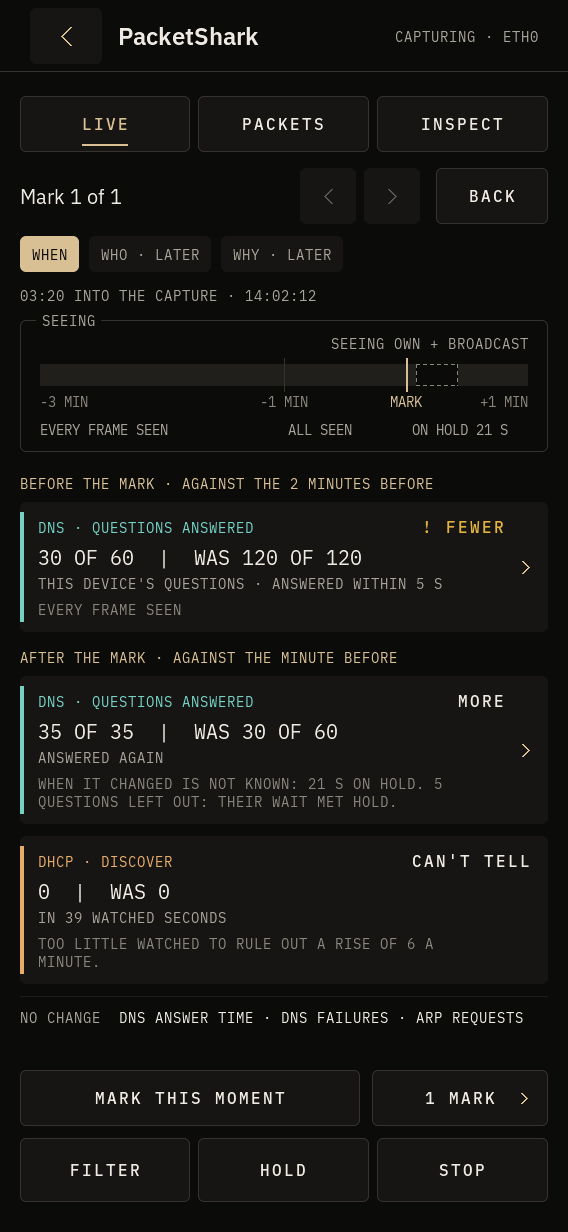 PacketShark
CAPTURING · ETH0
LIVE
PACKETS
INSPECT
Mark 1 of 1
BACK
WHEN
WHO · LATER
WHY · LATER
03:20 INTO THE CAPTURE · 14:02:12
SEEING
SEEING OWN + BROADCAST
-3 MIN
-1 MIN
MARK
+1 MIN
EVERY FRAME SEEN
ALL SEEN
ON HOLD 21 S
BEFORE THE MARK · AGAINST THE 2 MINUTES BEFORE
DNS · QUESTIONS ANSWERED
! FEWER
30 OF 60 | WAS 120 OF 120
THIS DEVICE'S QUESTIONS · ANSWERED WITHIN 5 S
EVERY FRAME SEEN
AFTER THE MARK · AGAINST THE MINUTE BEFORE
DNS · QUESTIONS ANSWERED
MORE
35 OF 35 | WAS 30 OF 60
ANSWERED AGAIN
WHEN IT CHANGED IS NOT KNOWN: 21 S ON HOLD. 5
QUESTIONS LEFT OUT: THEIR WAIT MET HOLD.
DHCP · DISCOVER
CAN'T TELL
0 | WAS 0
IN 39 WATCHED SECONDS
TOO LITTLE WATCHED TO RULE OUT A RISE OF 6 A
MINUTE.
NO CHANGE DNS ANSWER TIME · DNS FAILURES · ARP REQUESTS
MARK THIS MOMENT
1 MARK
FILTER
HOLD
STOP